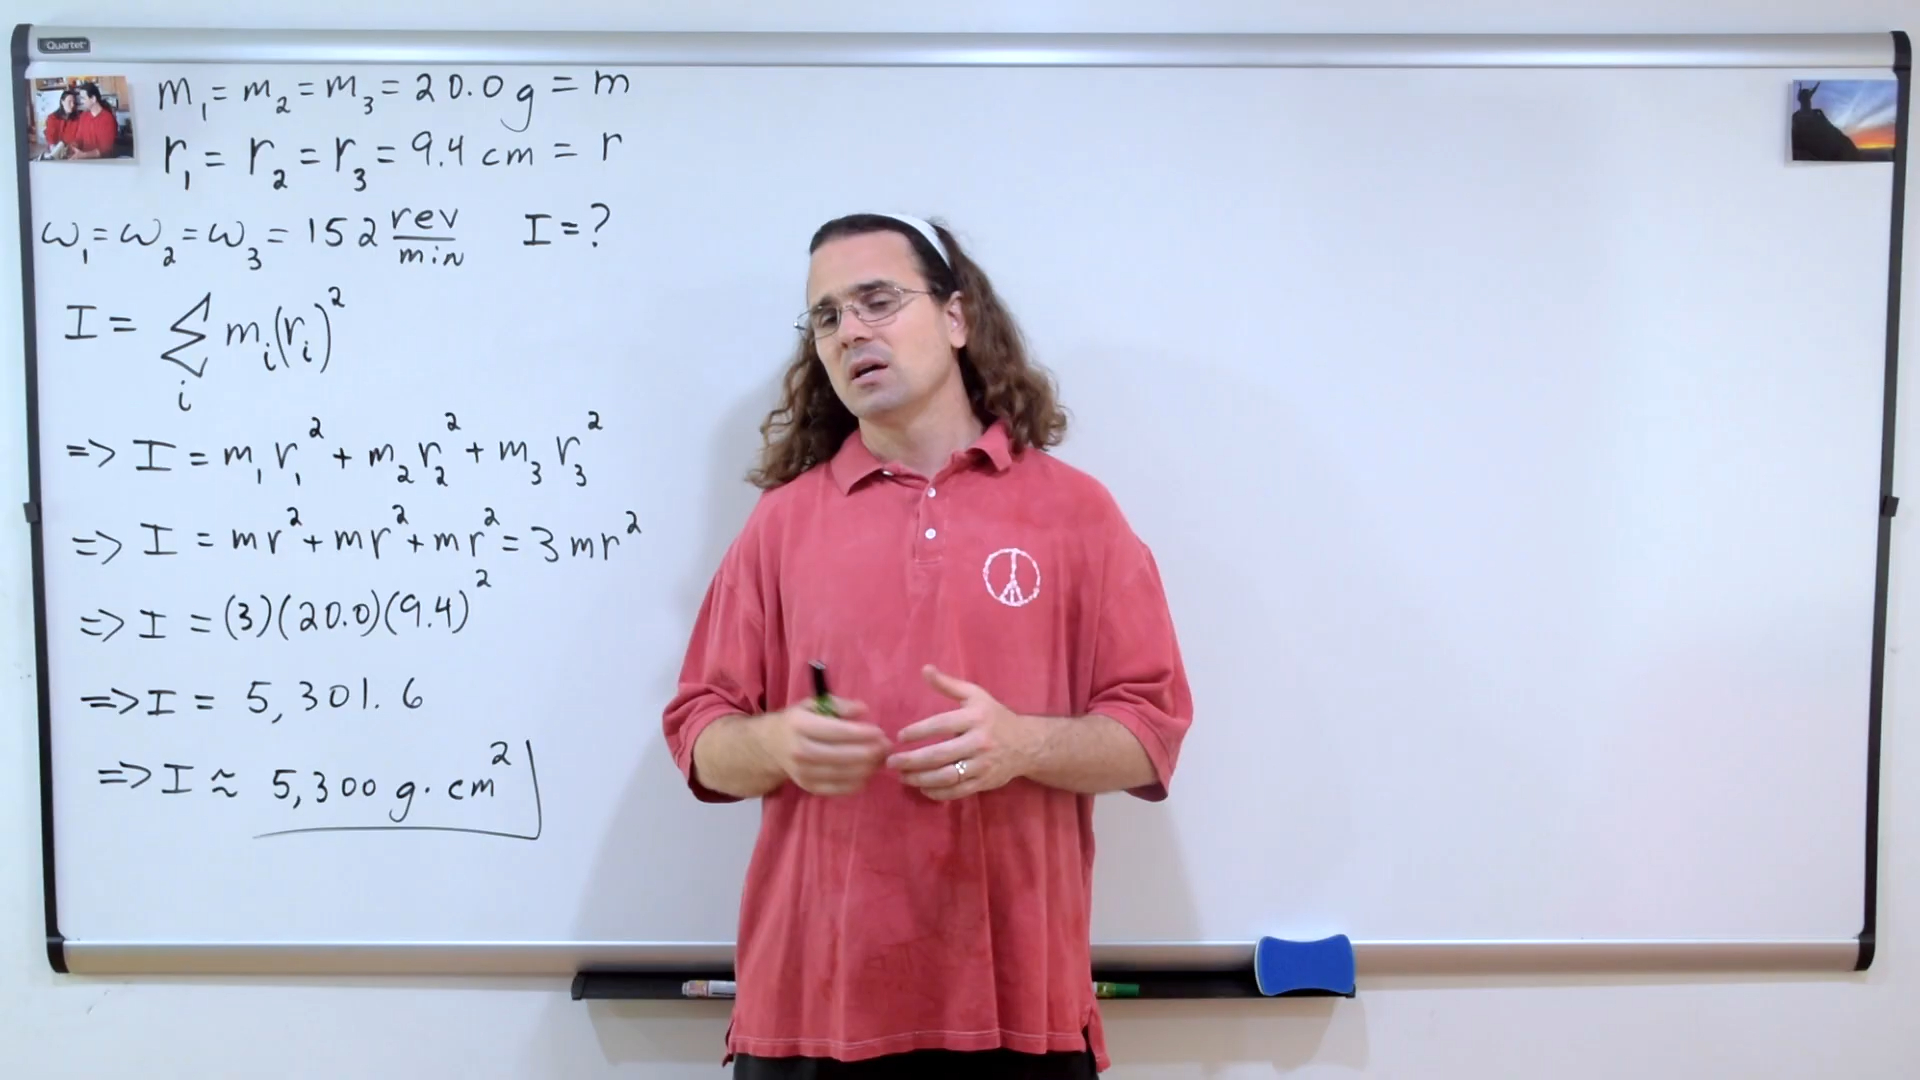 Quartet
m₁ = m₂ = m₃ = 20.0 g = m
r₁ = r₂ = r₃ = 9.4 cm = r
ω₁ = ω₂ = ω₃ = 152 rev/min I = ?
I = Σᵢ mᵢ(rᵢ)²
=> I = m₁r₁² + m₂r₂² + m₃r₃²
=> I = mr² + mr² + mr² = 3mr²
=> I = (3)(20.0)(9.4)²
=> I = 5,301.6
=> I ≈ 5,300 g·cm²